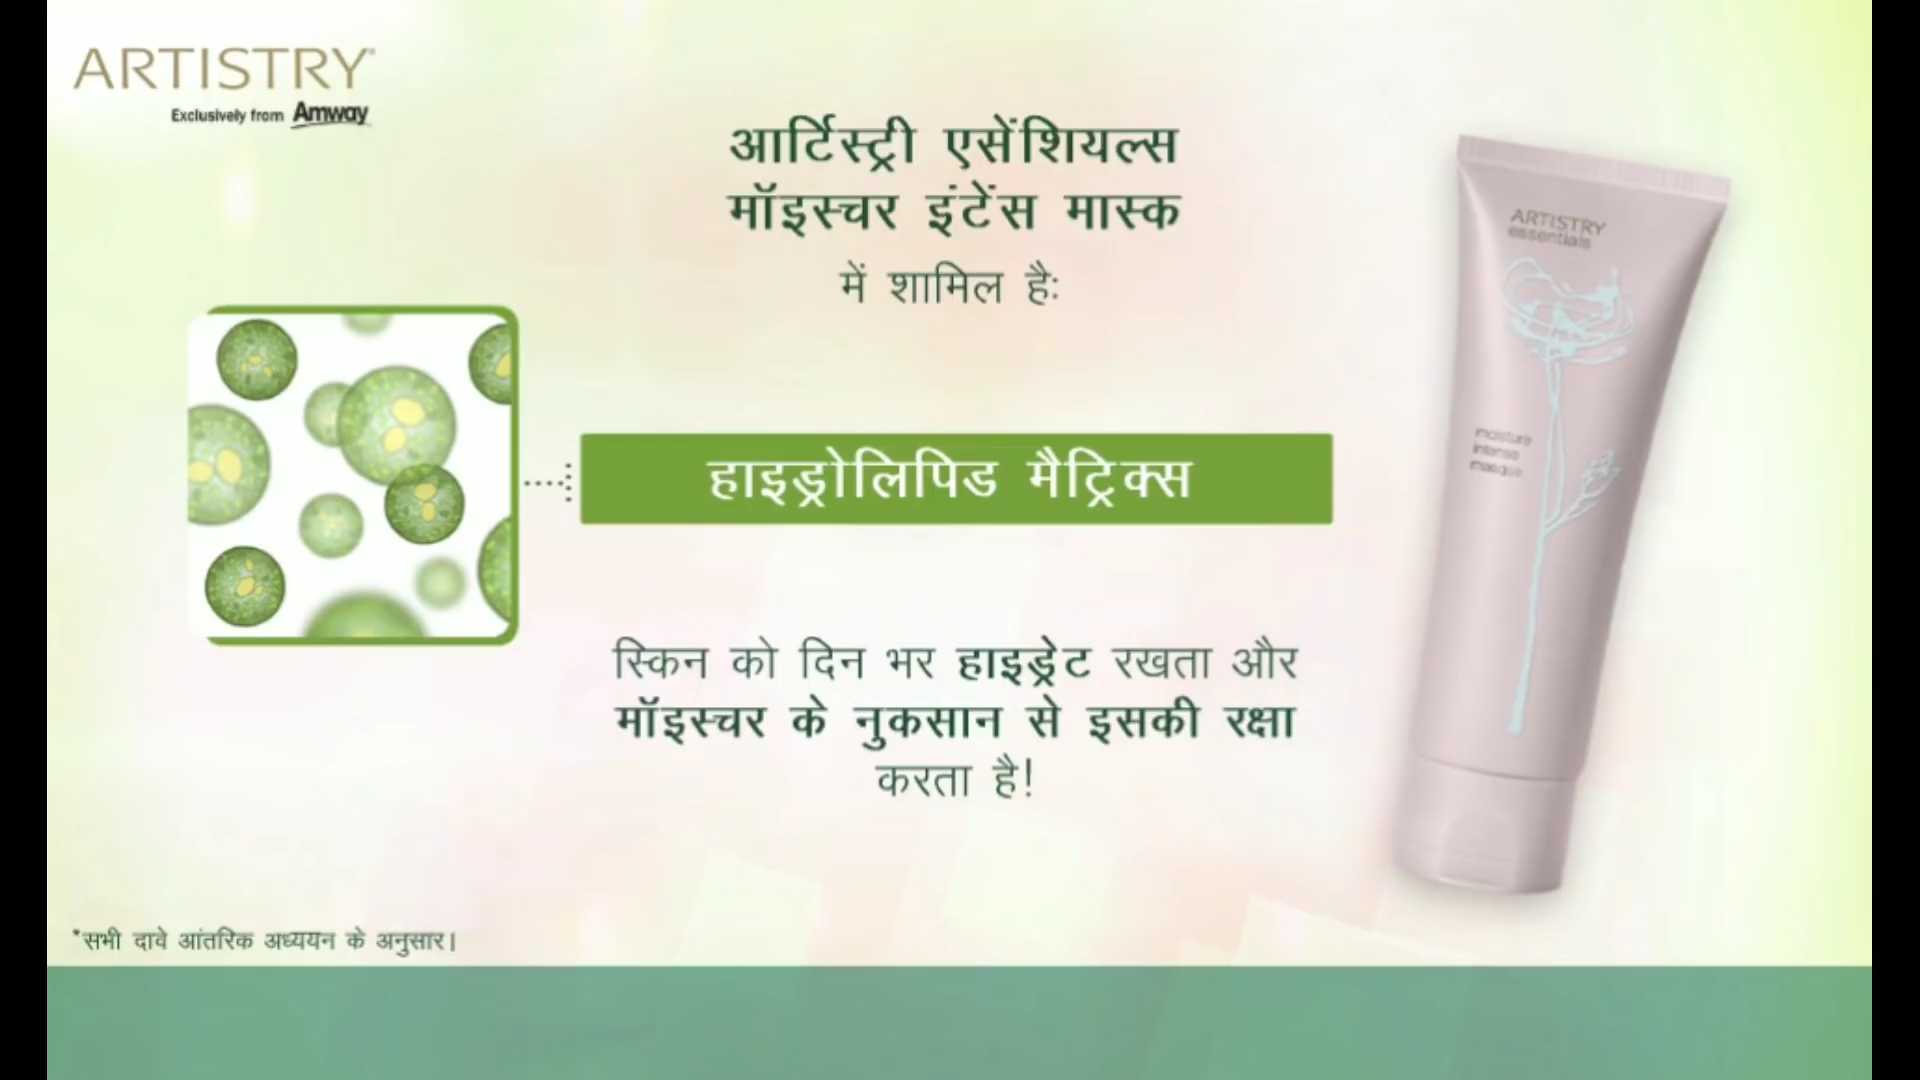 ARTISTRY
Exclusively from Amway
आर्टिस्ट्री एसेंशियल्स
मॉइस्चर इंटेंस मास्क
में शामिल है:
हाइड्रोलिपिड मैट्रिक्स
स्किन को दिन भर हाइड्रेट रखता और
मॉइस्चर के नुकसान से इसकी रक्षा
करता है!
ARTISTRY
essentials
moisture
intense
masque
*सभी दावे आंतरिक अध्ययन के अनुसार।